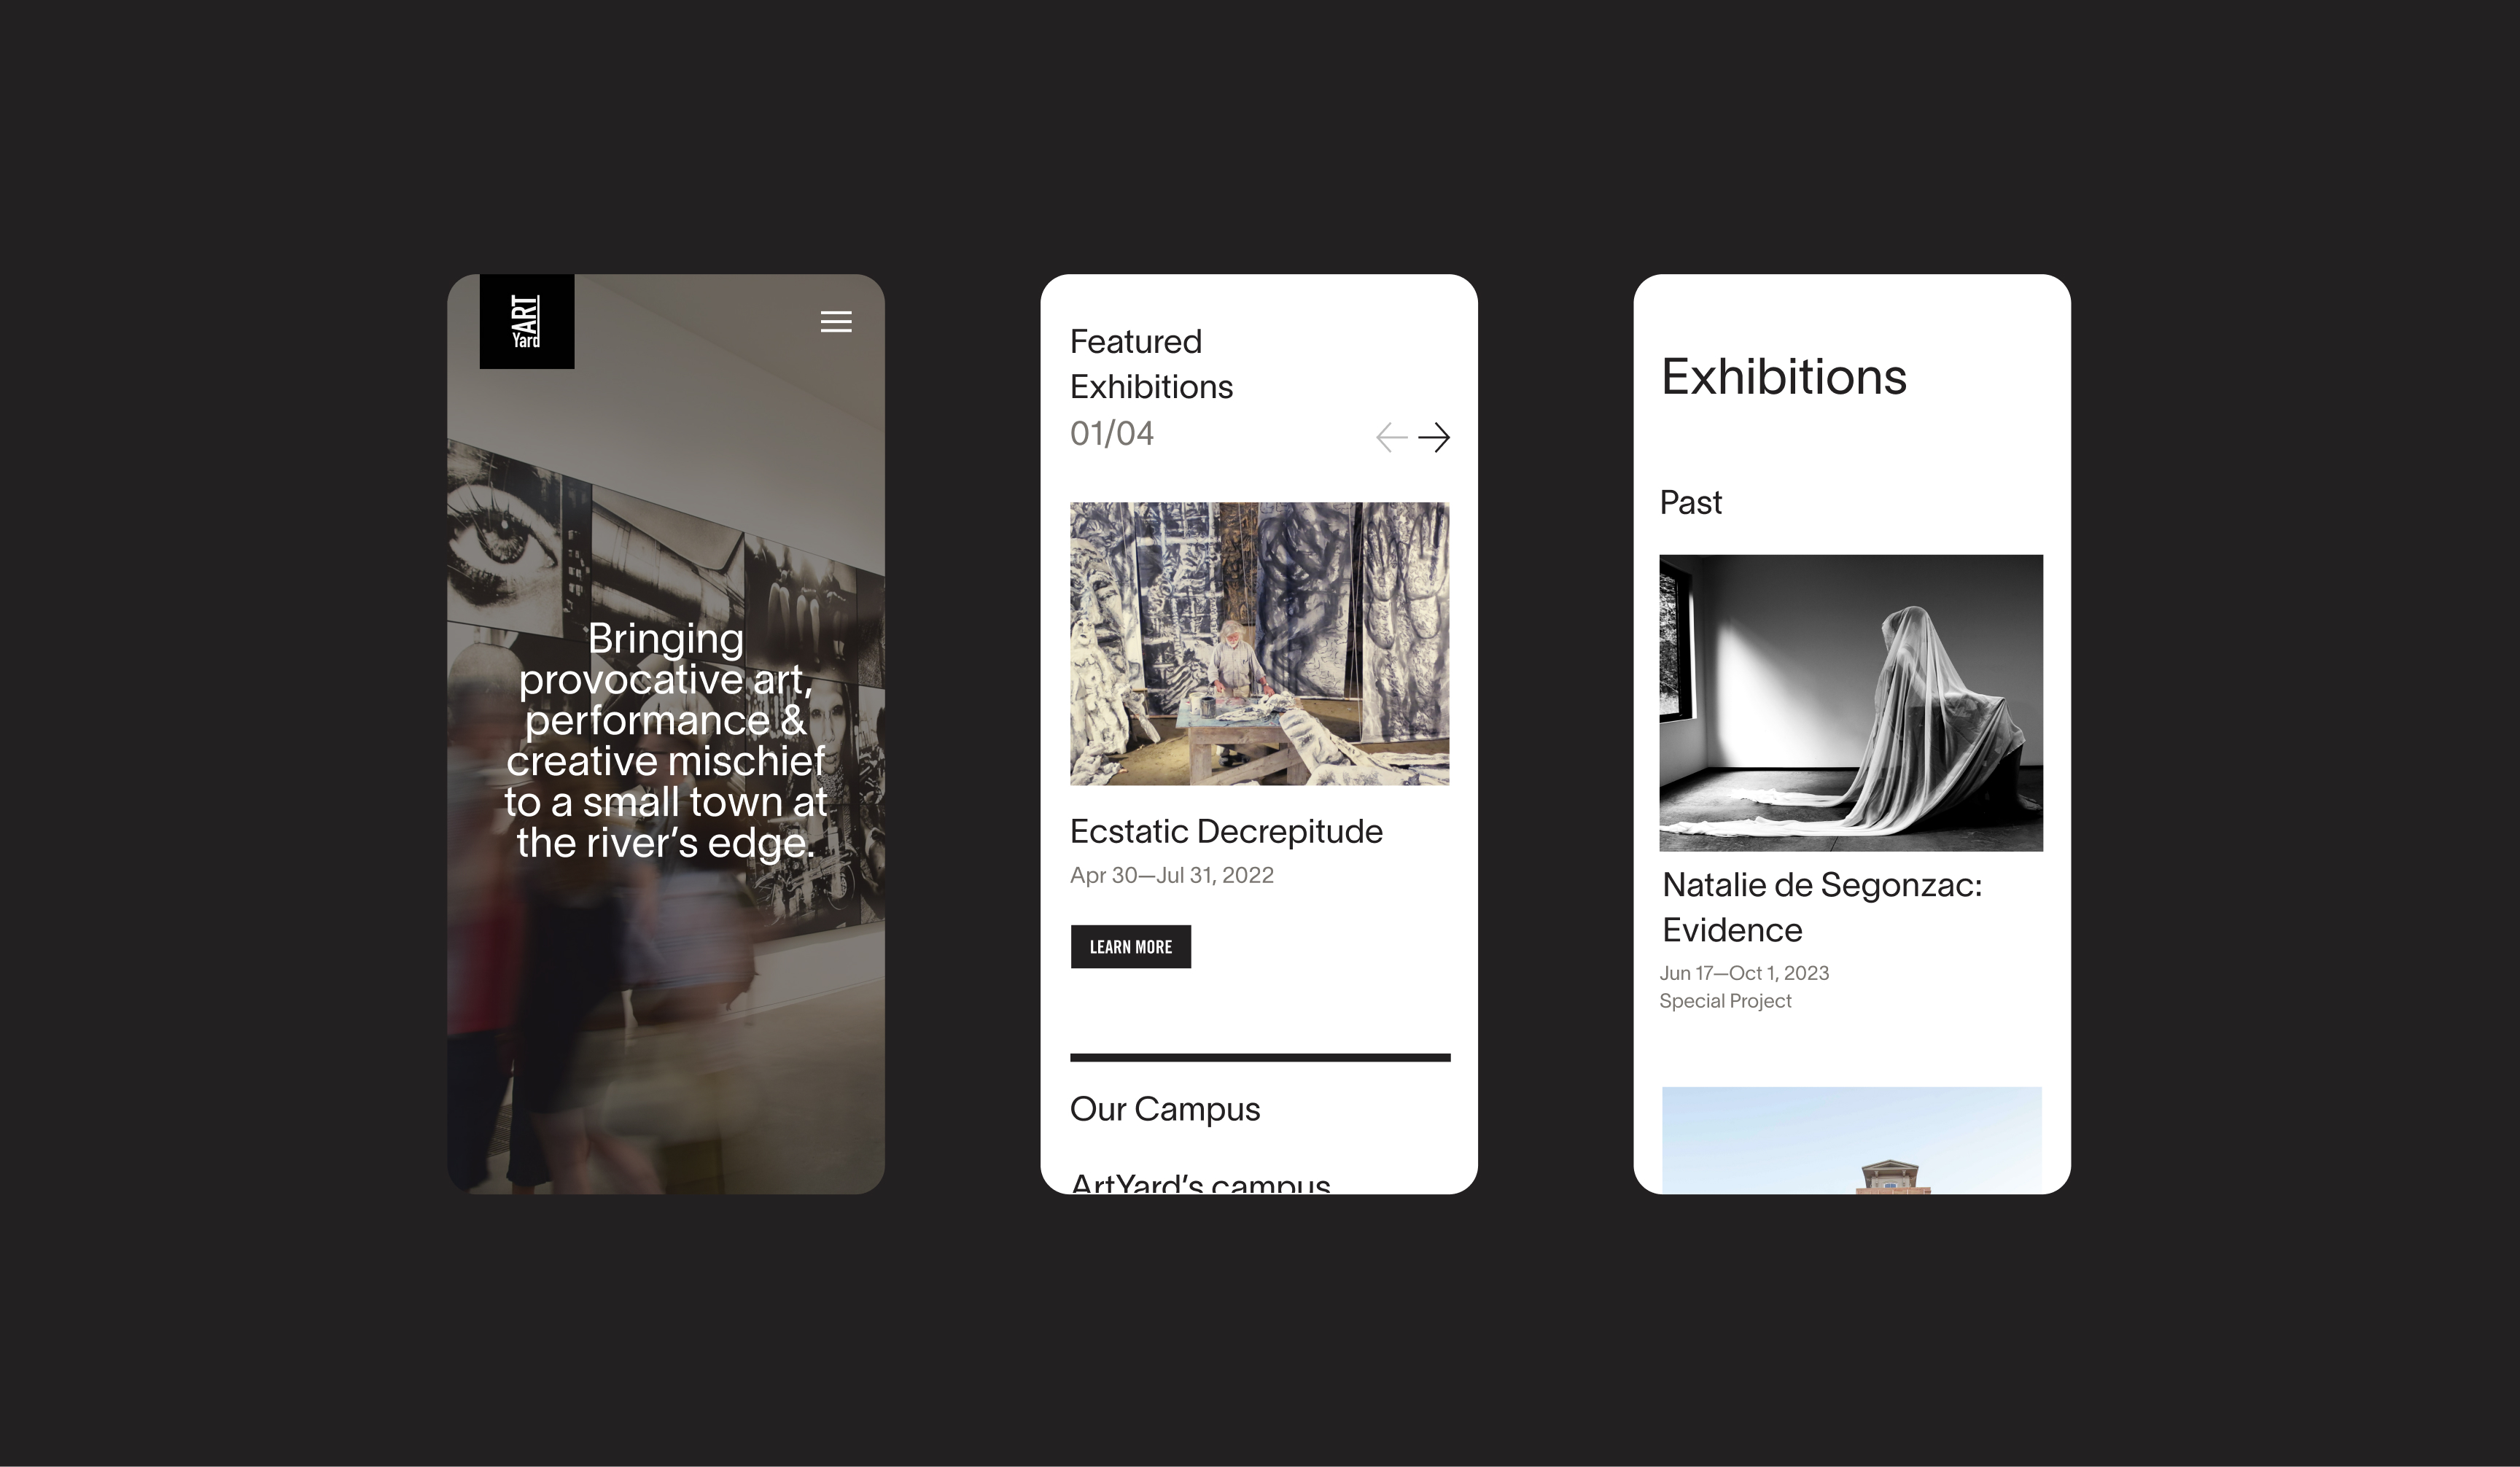 ART
Yard
Bringing
provocative art,
performance &
creative mischief
to a small town at
the river’s edge.
Featured
Exhibitions
01/04
Ecstatic Decrepitude
Apr 30—Jul 31, 2022
LEARN MORE
Our Campus
ArtYard’s campus
Exhibitions
Past
Natalie de Segonzac:
Evidence
Jun 17—Oct 1, 2023
Special Project